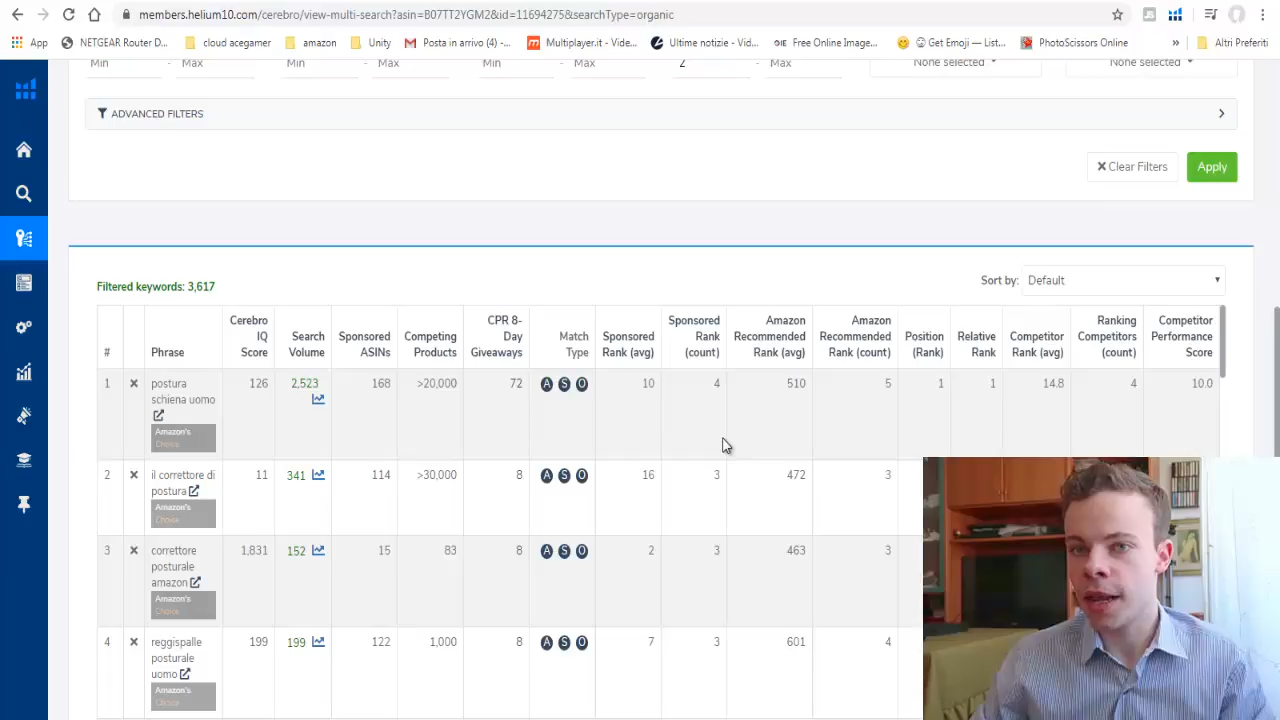 members.helium10.com/cerebro/view-multi-search?asin=B07TT2YGM2&id=11694275&searchType=organic
App NETGEAR Router D... cloud acegamer amazon Unity Posta in arrivo (4) -... Multiplayer.it - Vide... Ultime notizie - Vid... Free Online Image... Get Emoji — List... PhotoScissors Online » Altri Preferiti
Min - Max Min - Max Min - Max 2 - Max None selected None selected
ADVANCED FILTERS
Clear Filters Apply
Filtered keywords: 3,617
Sort by: Default
# Phrase Cerebro IQ Score Search Volume Sponsored ASINs Competing Products CPR 8-Day Giveaways Match Type Sponsored Rank (avg) Sponsored Rank (count) Amazon Recommended Rank (avg) Amazon Recommended Rank (count) Position (Rank) Relative Rank Competitor Rank (avg) Ranking Competitors (count) Competitor Performance Score
1 postura schiena uomo 126 2,523 168 >20,000 72 A S O 10 4 510 5 1 1 14.8 4 10.0
Amazon's Choice
2 il correttore di postura 11 341 114 >30,000 8 A S O 16 3 472 3
Amazon's Choice
3 correttore posturale amazon 1,831 152 15 83 8 A S O 2 3 463 3
Amazon's Choice
4 reggispalle posturale uomo 199 199 122 1,000 8 A S O 7 3 601 4
Amazon's Choice